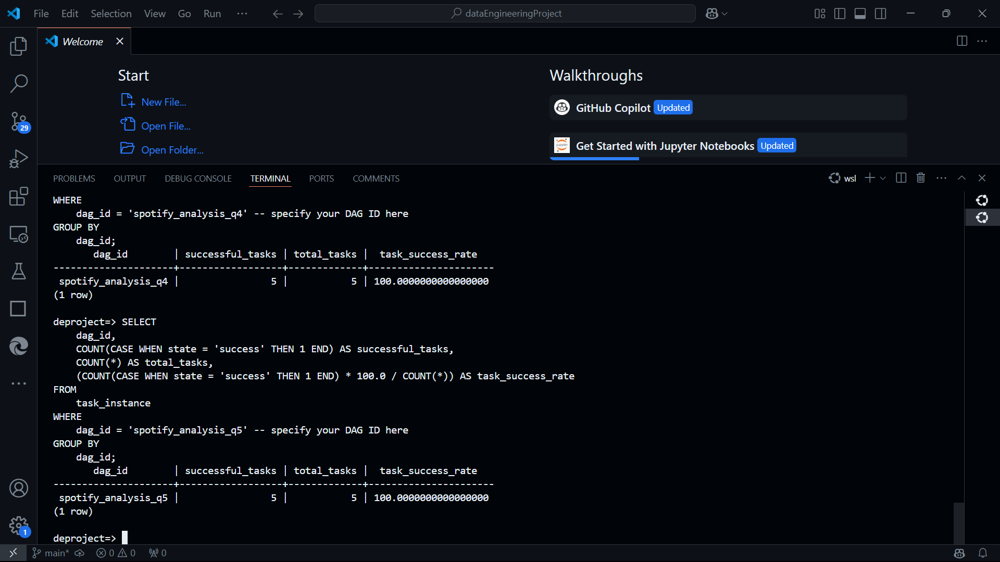 File Edit Selection View Go Run ··· dataEngineeringProject
Welcome
Start
New File...
Open File...
Open Folder...
Walkthroughs
GitHub Copilot Updated
Get Started with Jupyter Notebooks Updated
29
1
PROBLEMS OUTPUT DEBUG CONSOLE TERMINAL PORTS COMMENTS wsl
WHERE
    dag_id = 'spotify_analysis_q4' -- specify your DAG ID here
GROUP BY
    dag_id;
       dag_id        | successful_tasks | total_tasks |  task_success_rate
---------------------+------------------+-------------+----------------------
 spotify_analysis_q4 |                5 |           5 | 100.0000000000000000
(1 row)
deproject=> SELECT
    dag_id,
    COUNT(CASE WHEN state = 'success' THEN 1 END) AS successful_tasks,
    COUNT(*) AS total_tasks,
    (COUNT(CASE WHEN state = 'success' THEN 1 END) * 100.0 / COUNT(*)) AS task_success_rate
FROM
    task_instance
WHERE
    dag_id = 'spotify_analysis_q5' -- specify your DAG ID here
GROUP BY
    dag_id;
       dag_id        | successful_tasks | total_tasks |  task_success_rate
---------------------+------------------+-------------+----------------------
 spotify_analysis_q5 |                5 |           5 | 100.0000000000000000
(1 row)
deproject=>
main* 0 0 0